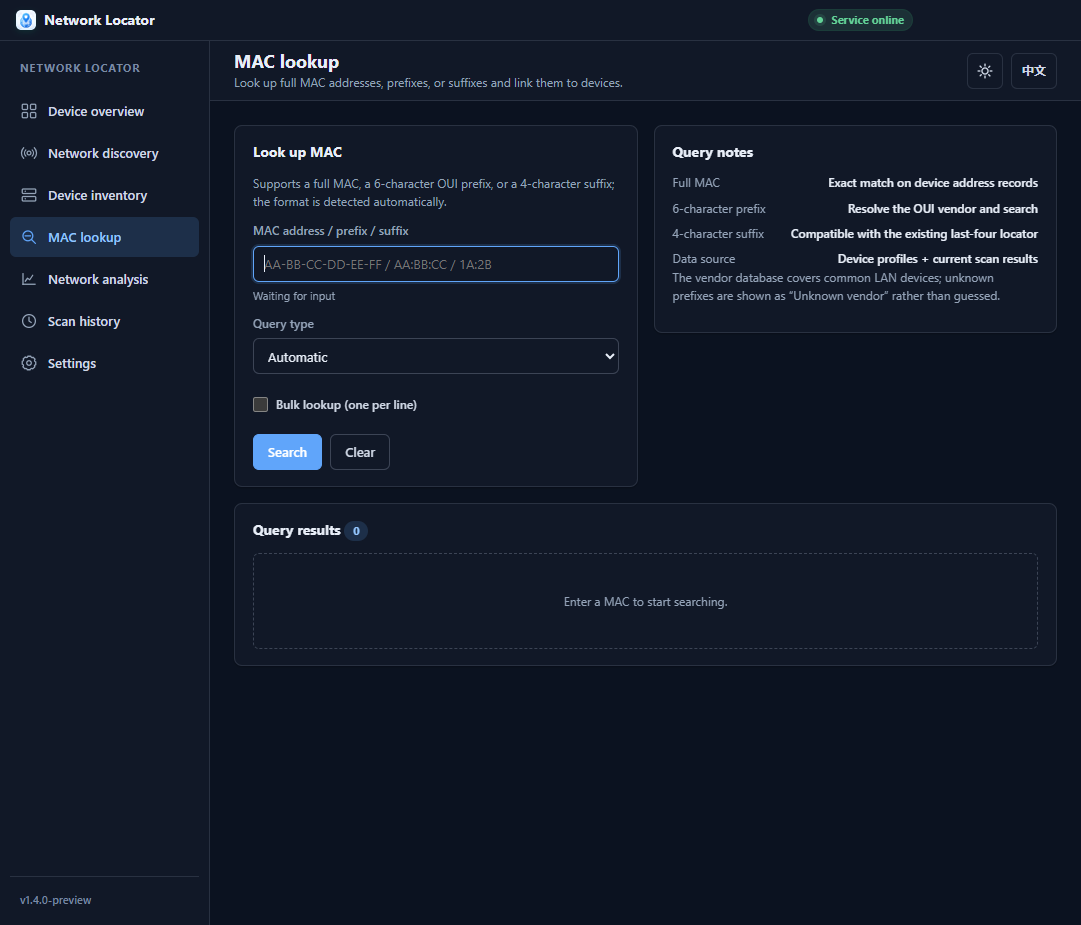 Network Locator
Service online
NETWORK LOCATOR
Device overview
Network discovery
Device inventory
MAC lookup
Network analysis
Scan history
Settings
v1.4.0-preview
MAC lookup
Look up full MAC addresses, prefixes, or suffixes and link them to devices.
中文
Look up MAC
Supports a full MAC, a 6-character OUI prefix, or a 4-character suffix;
the format is detected automatically.
MAC address / prefix / suffix
AA-BB-CC-DD-EE-FF / AA:BB:CC / 1A:2B
Waiting for input
Query type
Automatic
Bulk lookup (one per line)
Search
Clear
Query notes
Full MAC Exact match on device address records
6-character prefix Resolve the OUI vendor and search
4-character suffix Compatible with the existing last-four locator
Data source Device profiles + current scan results
The vendor database covers common LAN devices; unknown
prefixes are shown as “Unknown vendor” rather than guessed.
Query results 0
Enter a MAC to start searching.